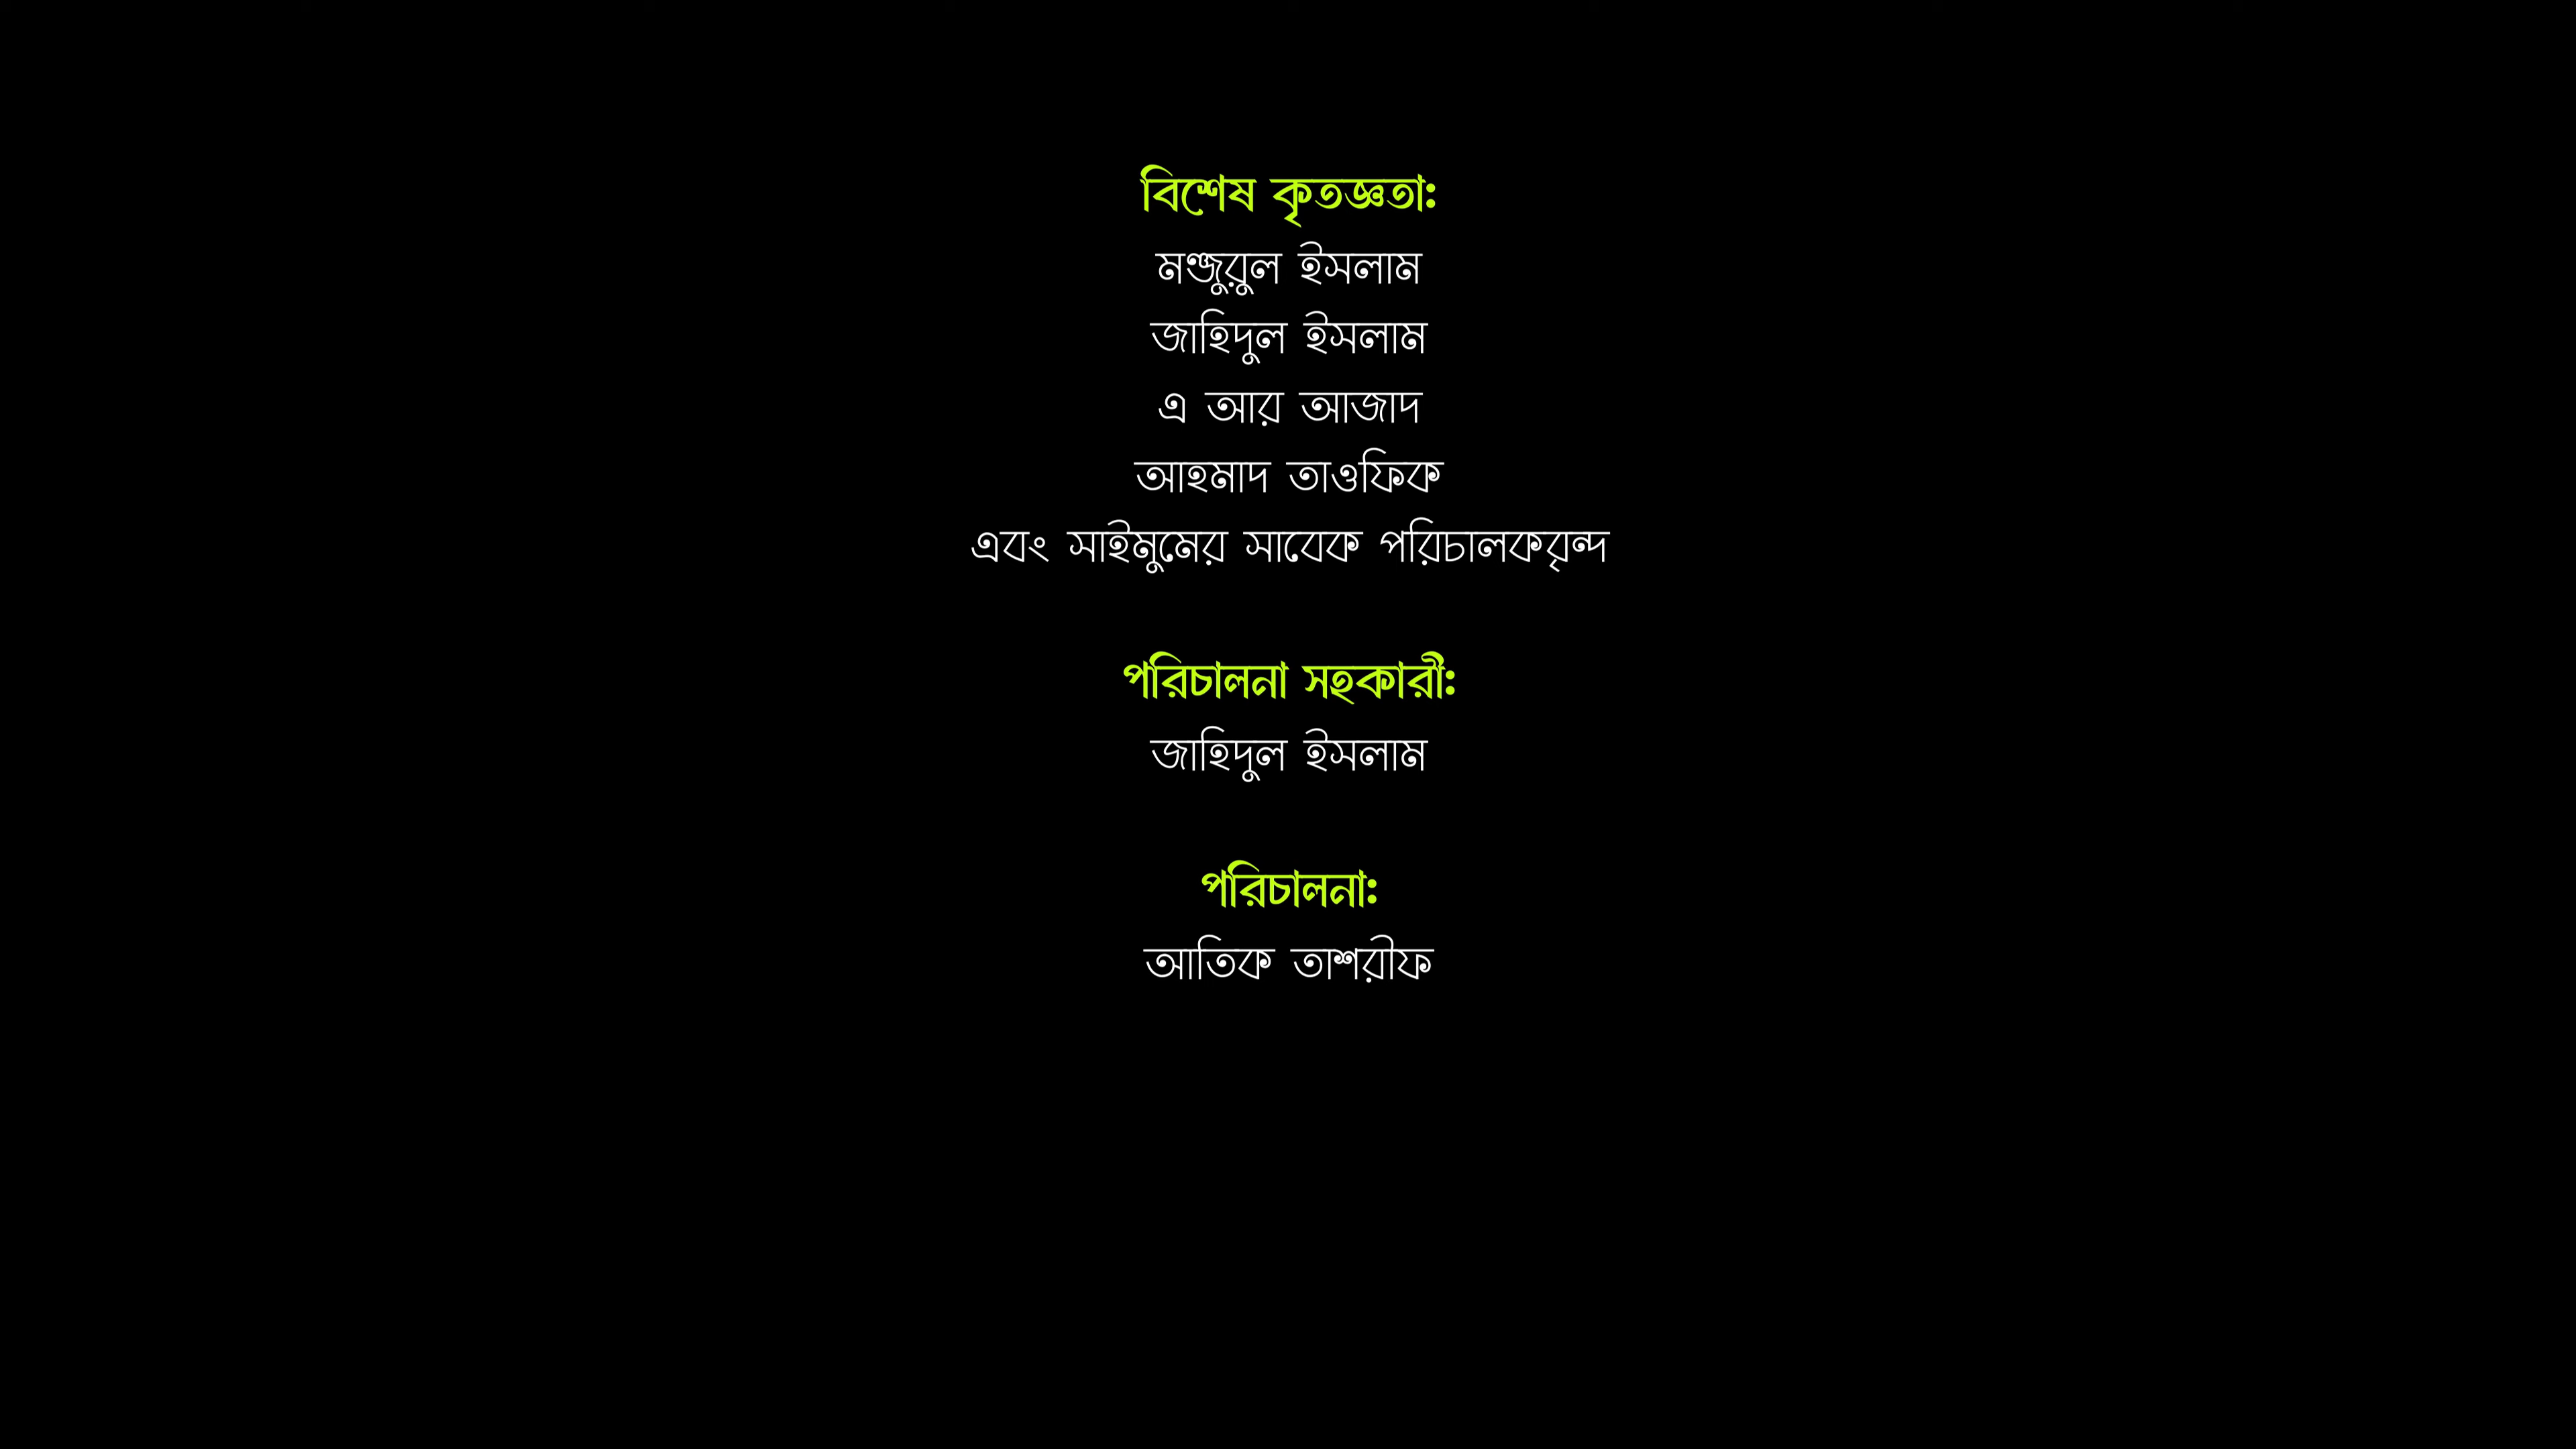 বিশেষ কৃতজ্ঞতাঃ
মঞ্জুরুল ইসলাম
জাহিদুল ইসলাম
এ আর আজাদ
আহমাদ তাওফিক
এবং সাইমুমের সাবেক পরিচালকবৃন্দ
পরিচালনা সহকারীঃ
জাহিদুল ইসলাম
পরিচালনাঃ
আতিক তাশরীফ